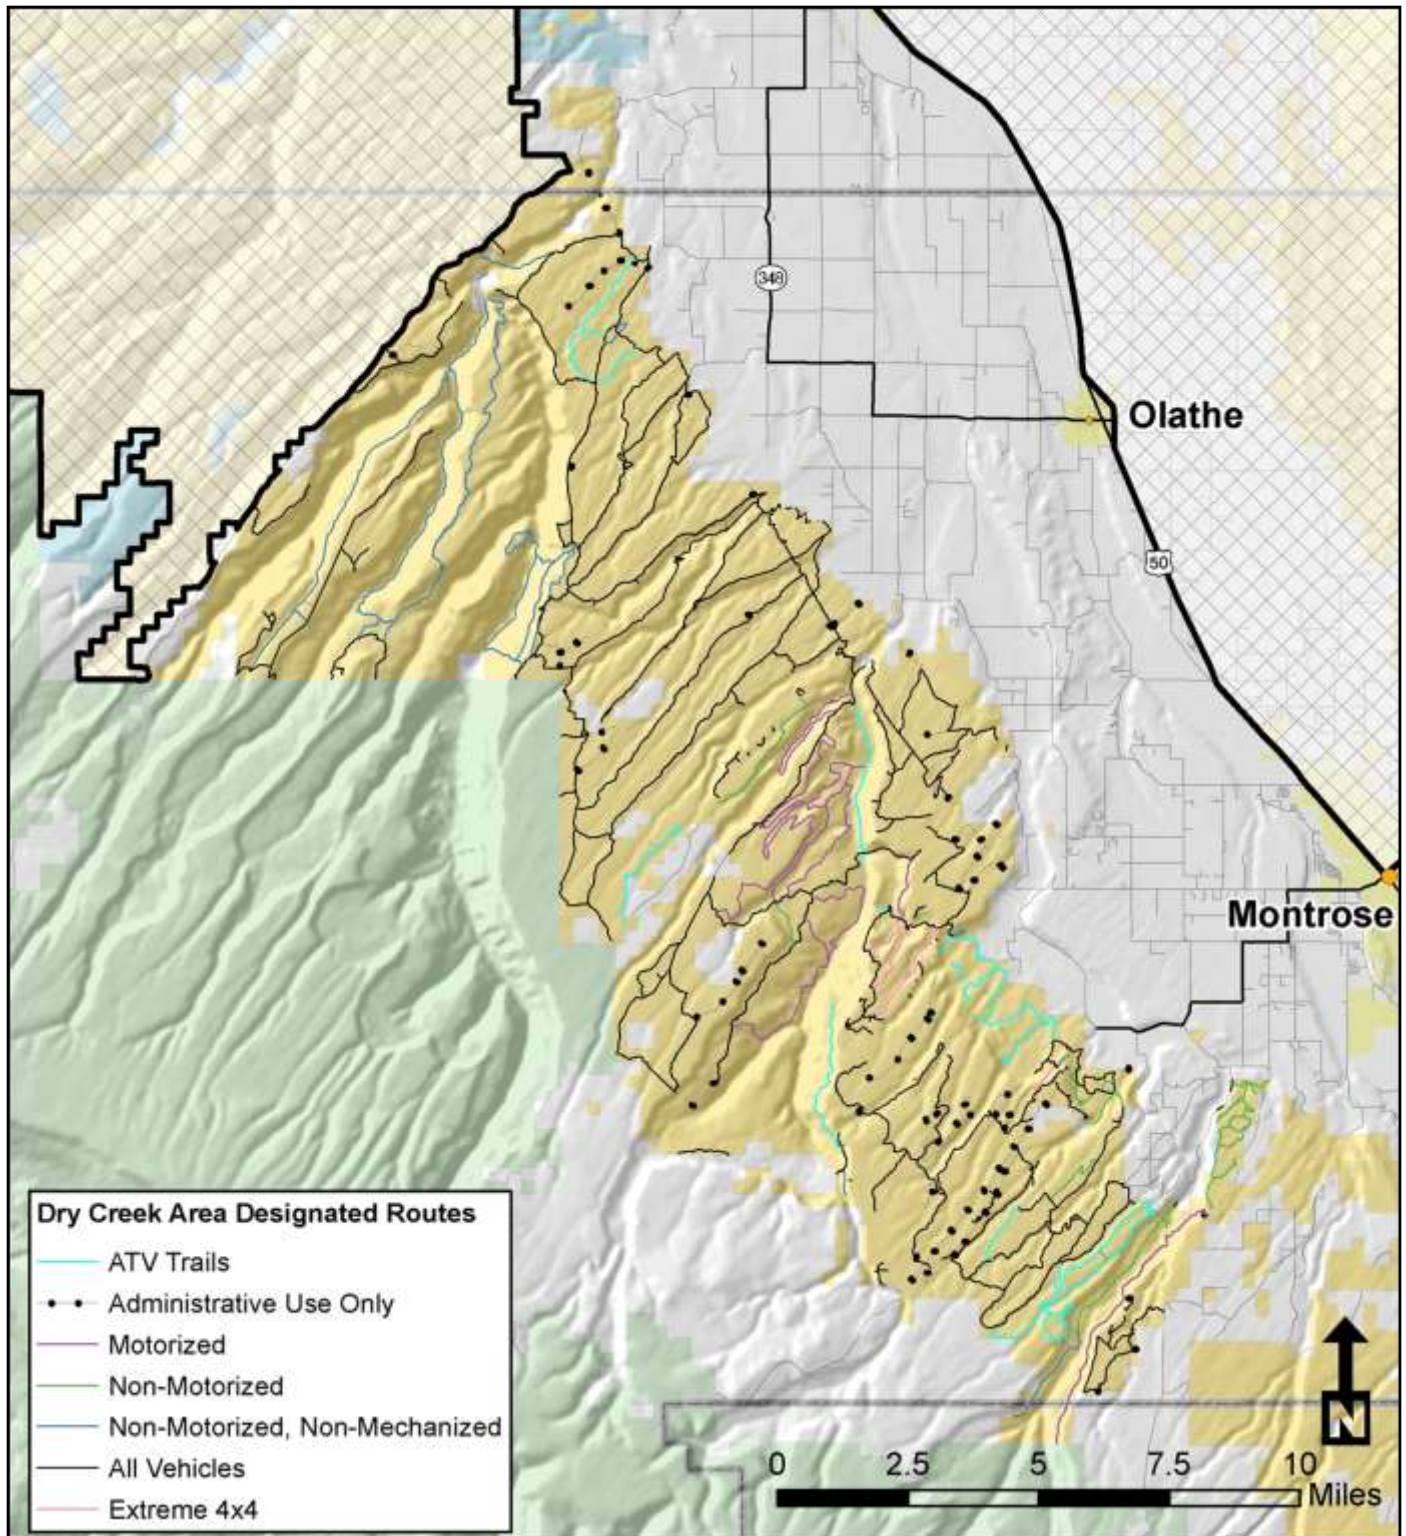 348
Olathe
50
Montrose
Dry Creek Area Designated Routes
ATV Trails
Administrative Use Only
Motorized
Non-Motorized
Non-Motorized, Non-Mechanized
All Vehicles
Extreme 4x4
N
0 2.5 5 7.5 10
Miles